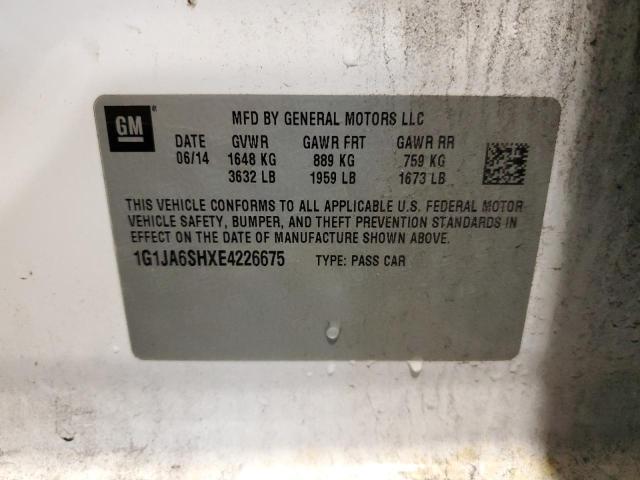 GM
MFD BY GENERAL MOTORS LLC
DATE GVWR GAWR FRT GAWR RR
06/14 1648 KG 889 KG 759 KG
3632 LB 1959 LB 1673 LB
THIS VEHICLE CONFORMS TO ALL APPLICABLE U.S. FEDERAL MOTOR
VEHICLE SAFETY, BUMPER, AND THEFT PREVENTION STANDARDS IN
EFFECT ON THE DATE OF MANUFACTURE SHOWN ABOVE.
1G1JA6SHXE4226675 TYPE: PASS CAR